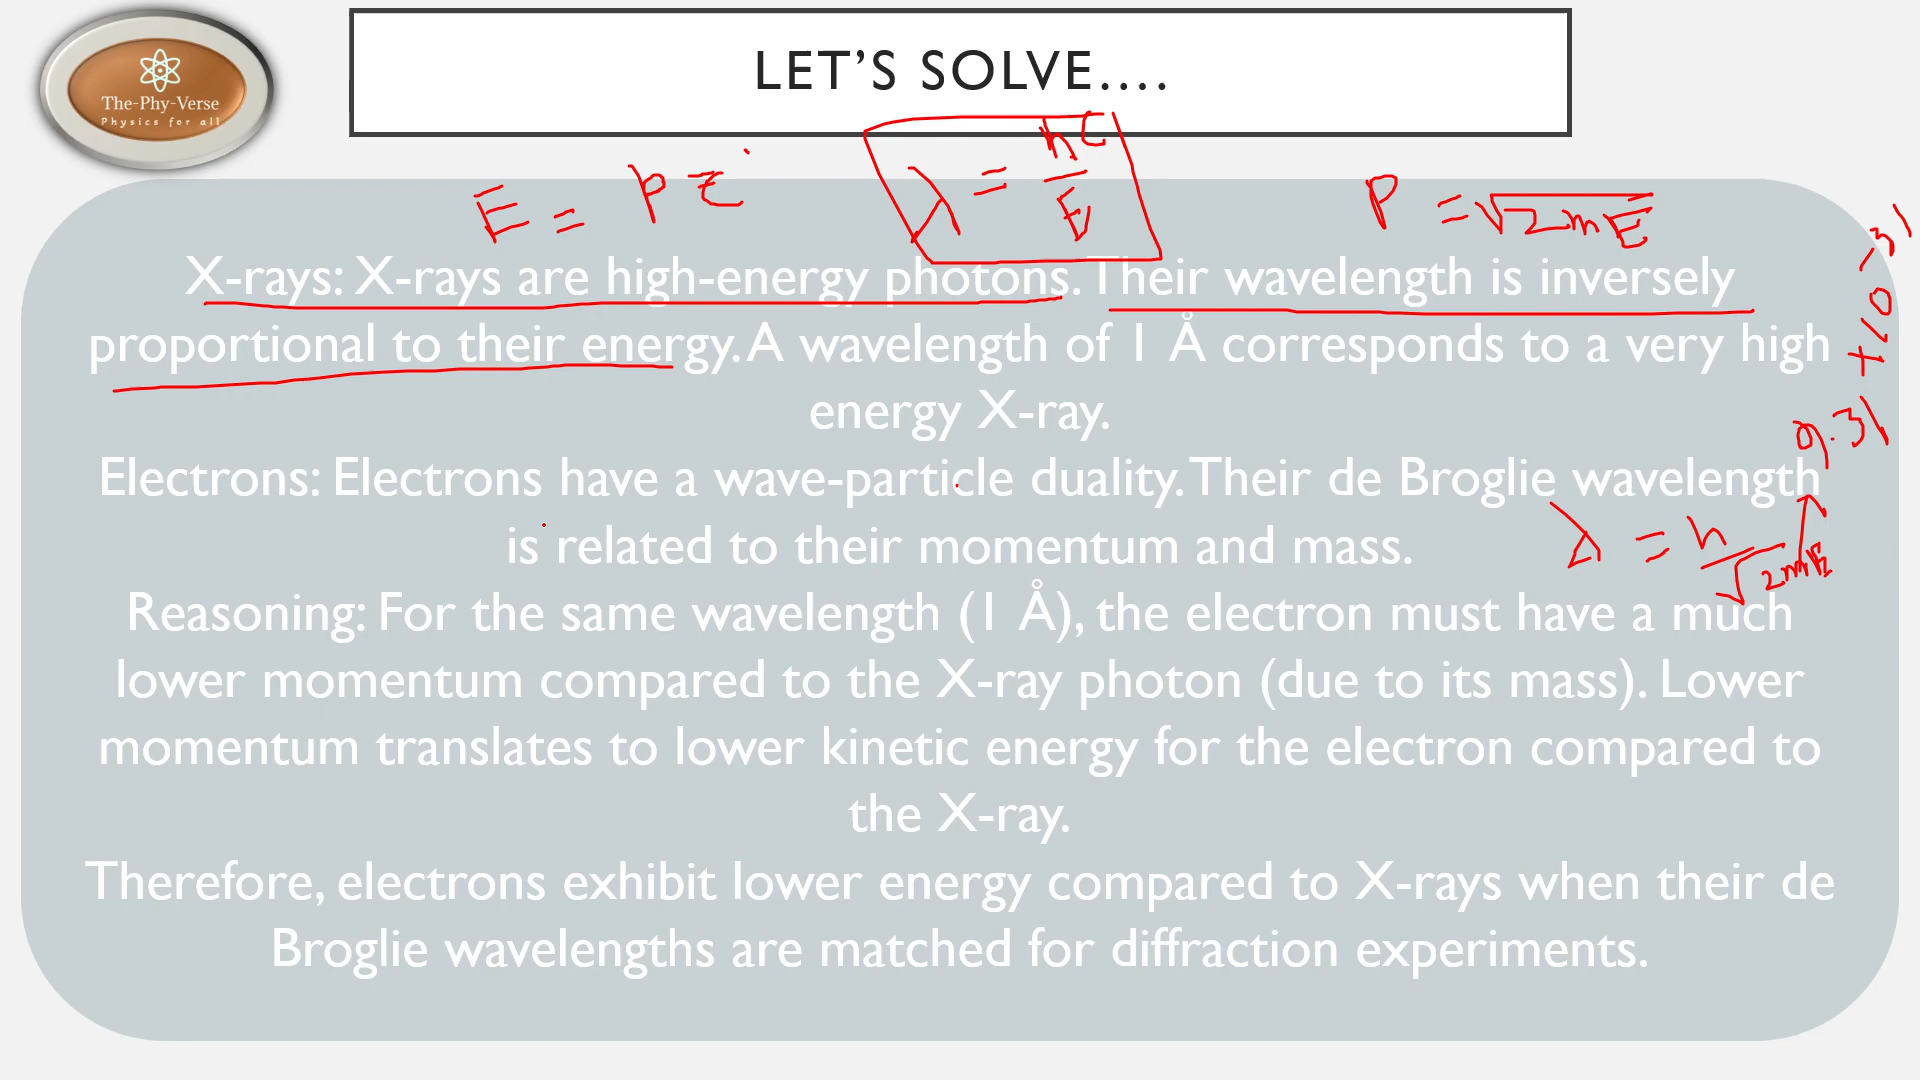 The-Phy-Verse
Physics for all
LET'S SOLVE....
E = PC
λ = hC/E
P = √2mE
X-rays: X-rays are high-energy photons. Their wavelength is inversely
proportional to their energy. A wavelength of 1 Å corresponds to a very high
energy X-ray.
9.31 × 10^-31
Electrons: Electrons have a wave-particle duality. Their de Broglie wavelength
is related to their momentum and mass.
λ = h/√2mE
Reasoning: For the same wavelength (1 Å), the electron must have a much
lower momentum compared to the X-ray photon (due to its mass). Lower
momentum translates to lower kinetic energy for the electron compared to
the X-ray.
Therefore, electrons exhibit lower energy compared to X-rays when their de
Broglie wavelengths are matched for diffraction experiments.